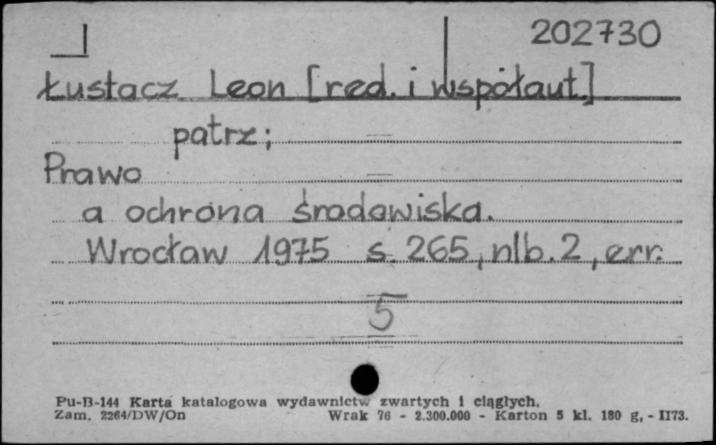 202730
Łustacz Leon [red. i współaut.]
patrz;
Prawo
a ochrona środowiska.
Wrocław 1975 s. 265, nlb. 2, err.
5
Pu-B-144 Karta katalogowa wydawnictw zwartych i ciągłych.
Zam. 2264/DW/On Wrak 76 - 2.300.000 - Karton 5 kl. 180 g. - II73.